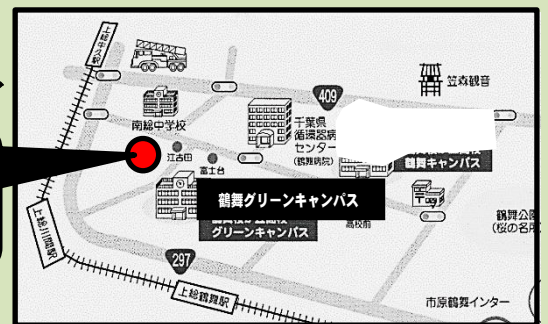 上総牛久駅
409
笠森観音
南総中学校
千葉県
循環器病
センター
(鶴舞病院)
江古田
富士台
鶴舞キャンパス
鶴舞グリーンキャンパス
グリーンキャンパス
高校前
鶴舞公園
(桜の名所
上総川間駅
297
上総鶴舞駅
市原鶴舞インター